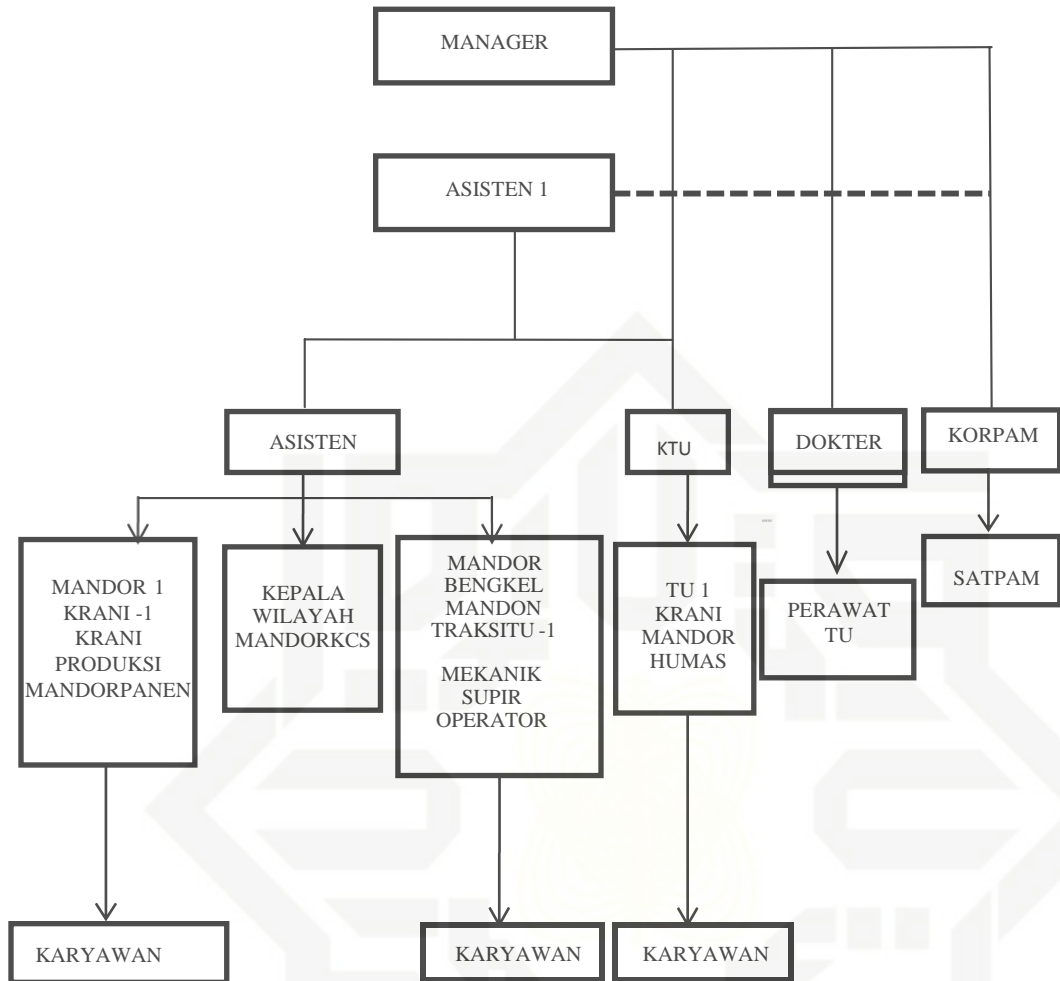 MANAGER
ASISTEN 1
ASISTEN
KTU
DOKTER
KORPAM
MANDOR 1
KRANI -1
KRANI
PRODUKSI
MANDORPANEN
KEPALA
WILAYAH
MANDORKCS
MANDOR
BENGKEL
MANDON
TRAKSITU -1
MEKANIK
SUPIR
OPERATOR
TU 1
KRANI
MANDOR
HUMAS
PERAWAT
TU
SATPAM
KARYAWAN
KARYAWAN
KARYAWAN